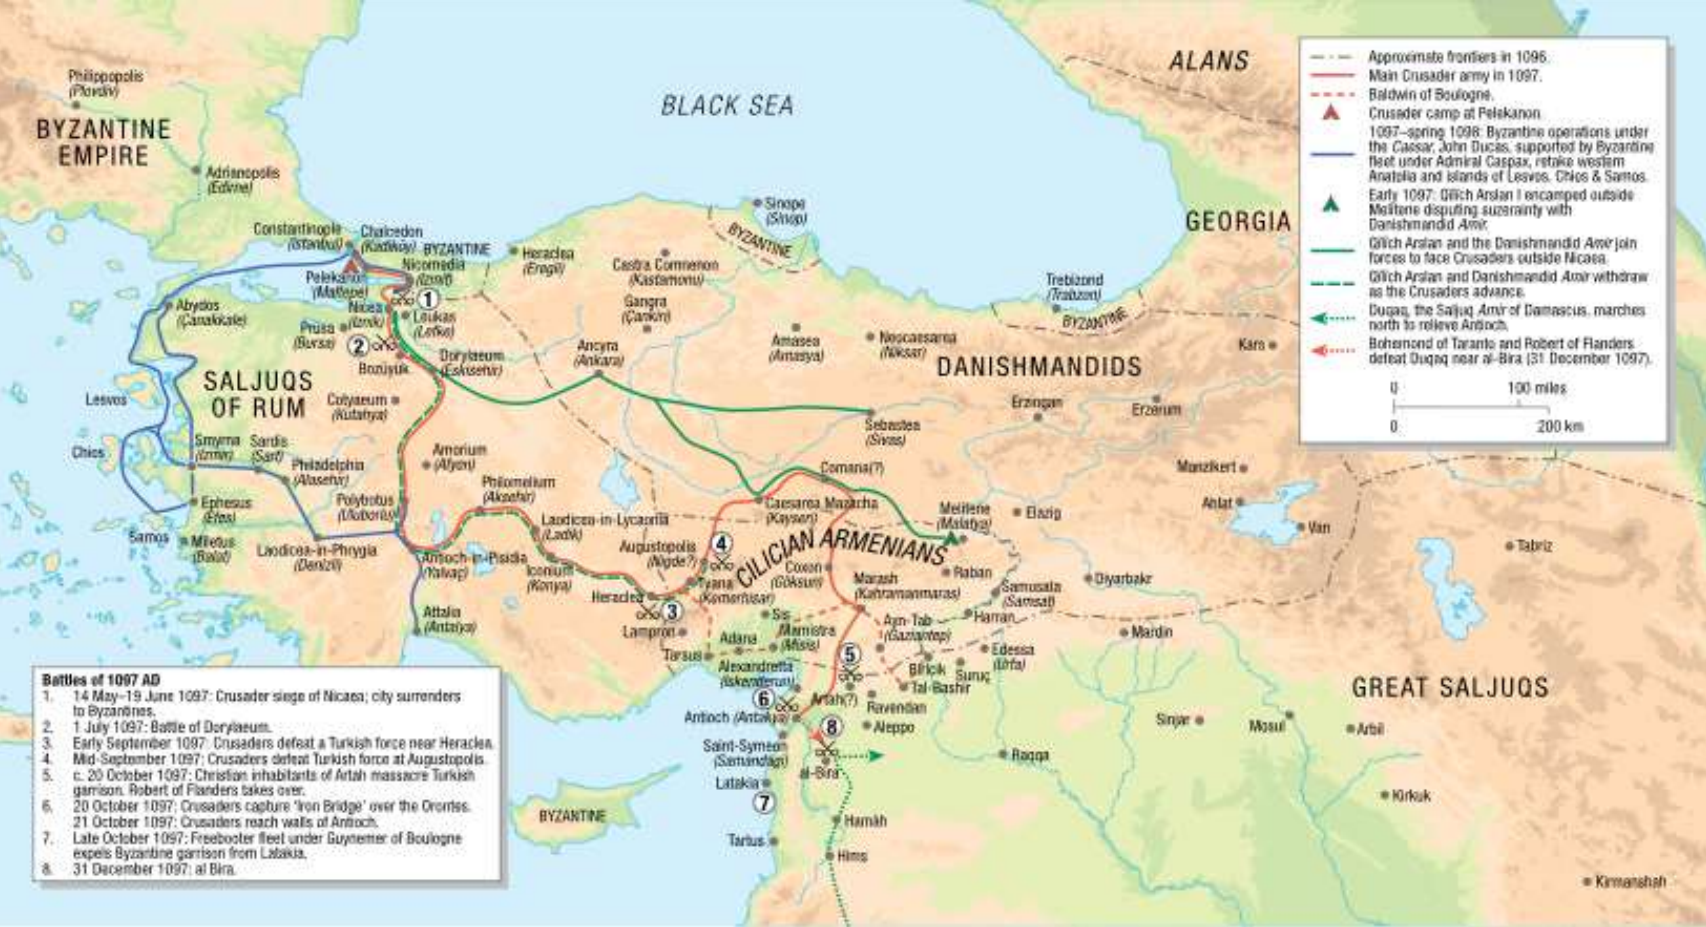 Philippopolis
(Plovdiv)
BYZANTINE
EMPIRE
Adrianopolis
(Edirne)
BLACK SEA
ALANS
GEORGIA
Approximate frontiers in 1096.
Main Crusader army in 1097.
Baldwin of Boulogne.
Crusader camp at Pelekanon.
1097–spring 1098: Byzantine operations under
the Caesar, John Ducas, supported by Byzantine
fleet under Admiral Caspax, retake western
Anatolia and islands of Lesvos, Chios & Samos.
Early 1097: Qilich Arslan I encamped outside
Melitene disputing suzerainty with
Danishmandid Amir.
Qilich Arslan and the Danishmandid Amir join
forces to face Crusaders outside Nicaea.
Qilich Arslan and Danishmandid Amir withdraw
as the Crusaders advance.
Duqaq, the Saljuq Amir of Damascus, marches
north to relieve Antioch.
Bohemond of Taranto and Robert of Flanders
defeat Duqaq near al-Bira (31 December 1097).
0 100 miles
0 200 km
Constantinople
(Istanbul)
Chalcedon
(Kadiköy)
BYZANTINE
Heraclea
(Eregli)
Sinope
(Sinop)
BYZANTINE
Castra Comnenon
(Kastamonu)
Trebizond
(Trabzon)
BYZANTINE
Pelekanon
(Maltepe)
Nicomedia
(Izmit)
1
Nicea
(Iznik)
Leukas
(Lefke)
Gangra
(Çankiri)
Abydos
(Çanakkale)
Prusa
(Bursa)
2
Bozüyük
Dorylaeum
(Eskisehir)
Ancyra
(Ankara)
Amasea
(Amasya)
Neocaesarea
(Niksar)
Kars
DANISHMANDIDS
SALJUQS
OF RUM
Lesvos
Cotyaeum
(Kutahya)
Sebastea
(Sivas)
Erzingan
Erzerum
Chios
Smyrna
(Izmir)
Sardis
(Sart)
Philadelphia
(Alasehir)
Amorium
(Afyon)
Comana(?)
Manzikert
Polybotus
(Uluborlu)
Philomelium
(Aksehir)
Caesarea Mazacha
(Kayseri)
Ephesus
(Efes)
Samos
Miletus
(Balat)
Laodicea-in-Phrygia
(Denizli)
Laodicea-in-Lycaonia
(Ladik)
Melitene
(Malatya)
Elazig
Ahlat
Van
Tabriz
Antioch-in-Pisidia
(Yalvaç)
Iconium
(Konya)
Augustopolis
(Nigde?)
4
CILICIAN ARMENIANS
Tyana
(Kemerhisar)
Coxon
(Göksun)
Raban
Marash
(Kahramanmaras)
Samosata
(Samsat)
Diyarbakr
Heraclea
3
Attalia
(Antalya)
Lampron
Sis
Adana
Mamistra
(Misis)
Ayn-Tab
(Gaziantep)
Harran
Mardin
Tarsus
Alexandretta
(Iskenderun)
5
Edessa
(Urfa)
Birlcik
Suruç
Tal-Bashir
6
Artah(?)
Ravendan
Antioch (Antakya)
Aleppo
8
Saint-Symeon
(Samandagi)
al-Bira
Latakia
7
Raqqa
Sinjar
Mosul
Arbil
GREAT SALJUQS
Kirkuk
BYZANTINE
Tartus
Hamah
Hims
Kirmanshah
Battles of 1097 AD
1. 14 May–19 June 1097: Crusader siege of Nicaea; city surrenders
to Byzantines.
2. 1 July 1097: Battle of Dorylaeum.
3. Early September 1097: Crusaders defeat a Turkish force near Heraclea.
4. Mid-September 1097: Crusaders defeat Turkish force at Augustopolis.
5. c. 20 October 1097: Christian inhabitants of Artah massacre Turkish
garrison. Robert of Flanders takes over.
6. 20 October 1097: Crusaders capture 'Iron Bridge' over the Orontes.
21 October 1097: Crusaders reach walls of Antioch.
7. Late October 1097: Freebooter fleet under Guynemer of Boulogne
expels Byzantine garrison from Latakia.
8. 31 December 1097: al Bira.